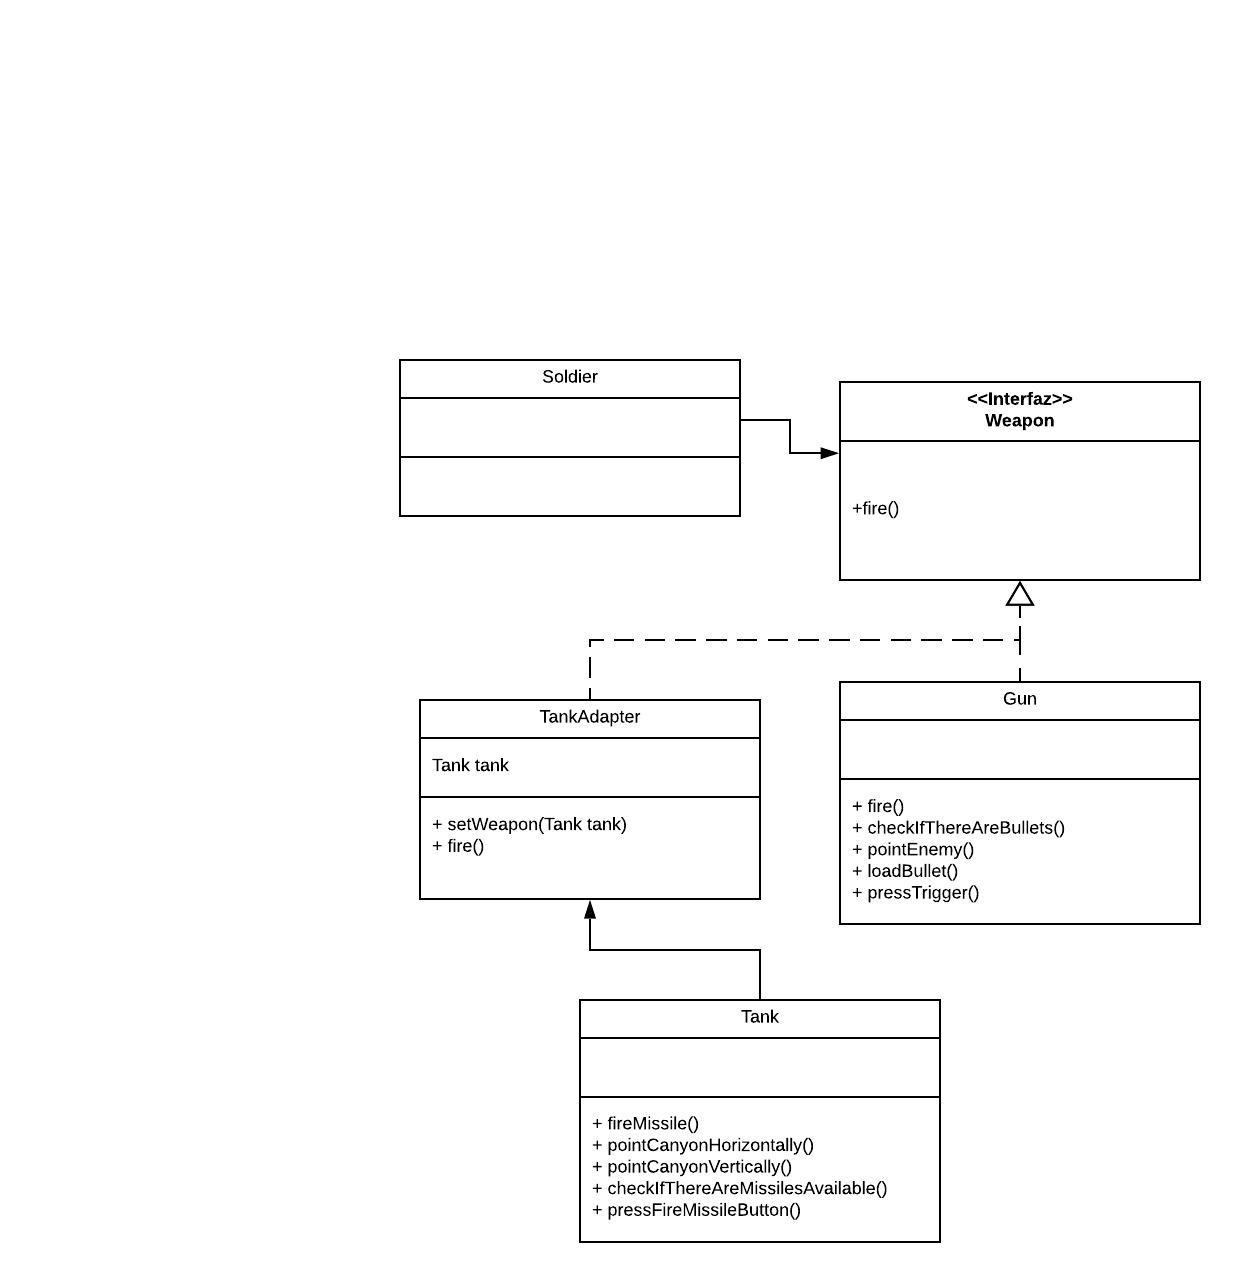 Soldier
<<Interfaz>>
Weapon
+fire()
TankAdapter
Tank tank
+ setWeapon(Tank tank)
+ fire()
Gun
+ fire()
+ checkIfThereAreBullets()
+ pointEnemy()
+ loadBullet()
+ pressTrigger()
Tank
+ fireMissile()
+ pointCanyonHorizontally()
+ pointCanyonVertically()
+ checkIfThereAreMissilesAvailable()
+ pressFireMissileButton()